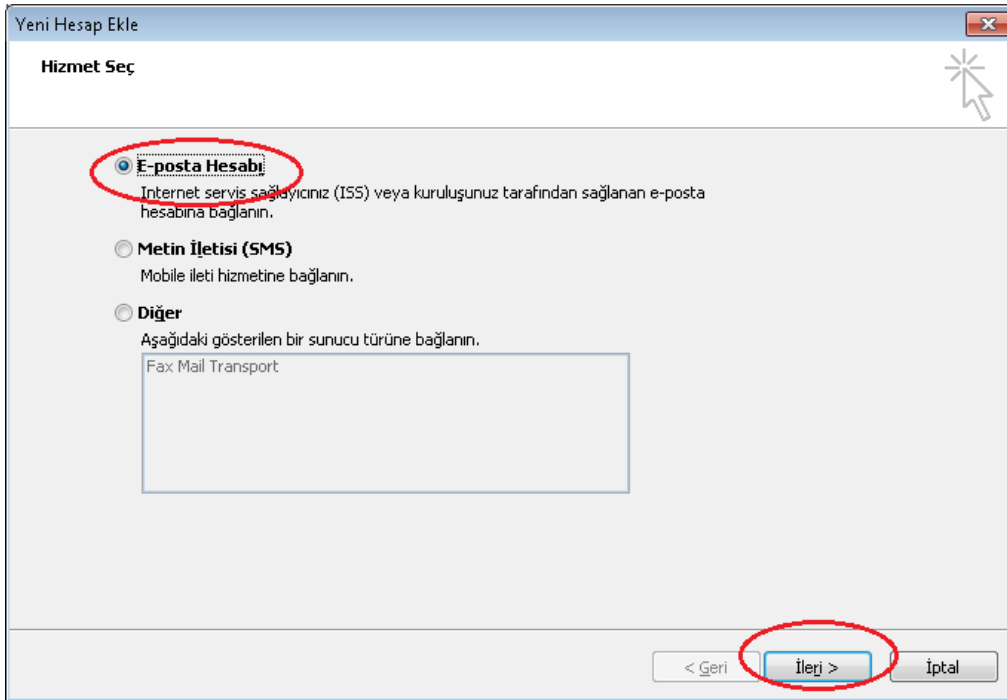 Yeni Hesap Ekle
Hizmet Seç
E-posta Hesabı
Internet servis sağlayıcınız (ISS) veya kuruluşunuz tarafından sağlanan e-posta
hesabına bağlanın.
Metin İletisi (SMS)
Mobile ileti hizmetine bağlanın.
Diğer
Aşağıdaki gösterilen bir sunucu türüne bağlanın.
Fax Mail Transport
< Geri
İleri >
İptal